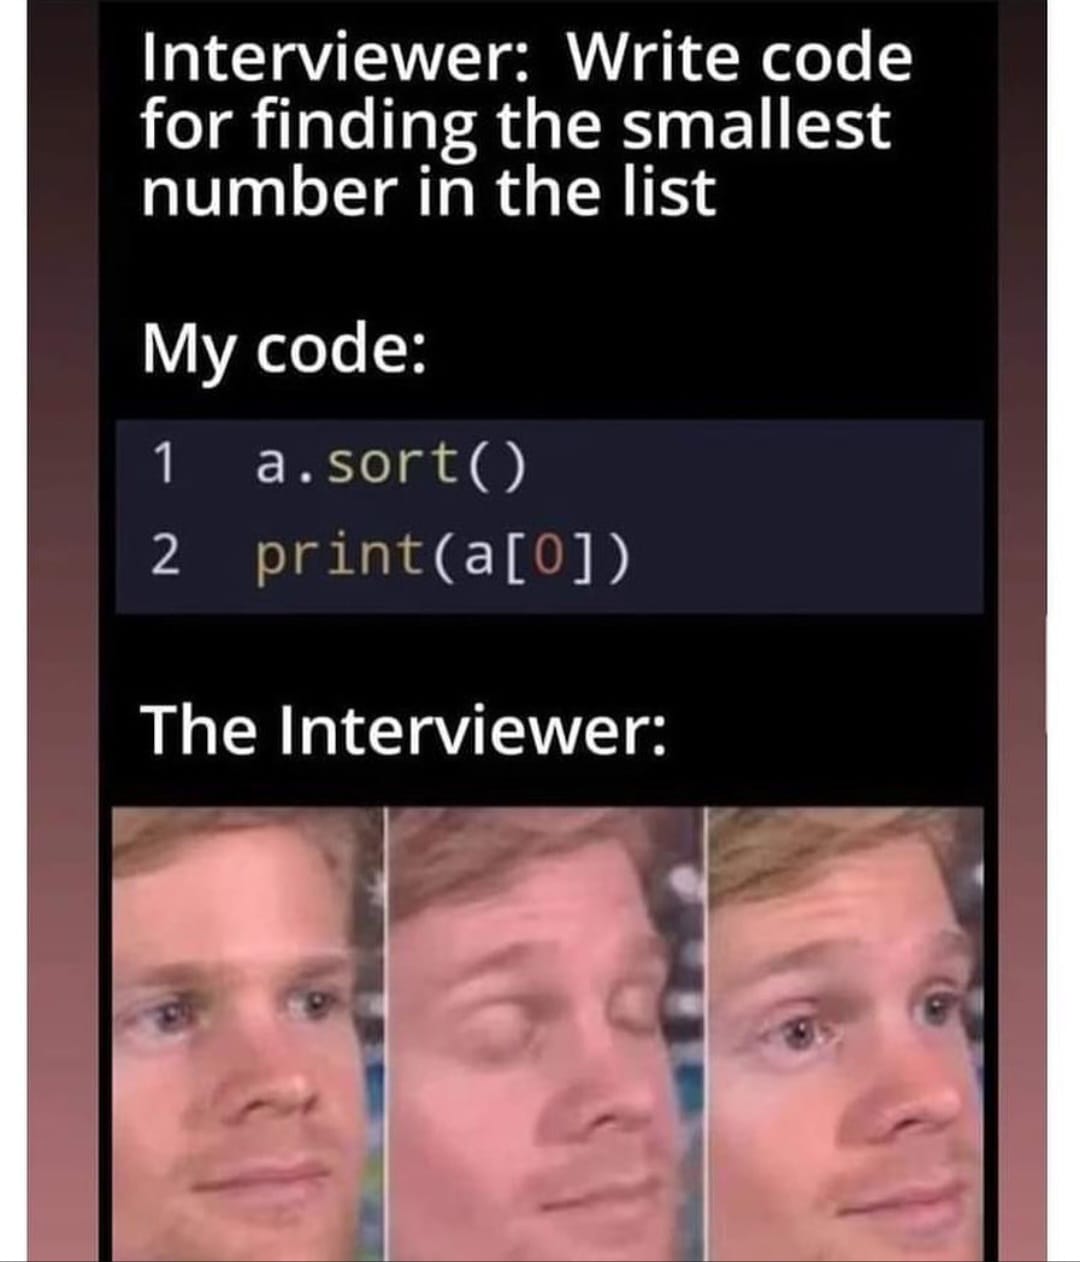 Interviewer: Write code
for finding the smallest
number in the list
My code:
1 a.sort()
2 print(a[0])
The Interviewer: